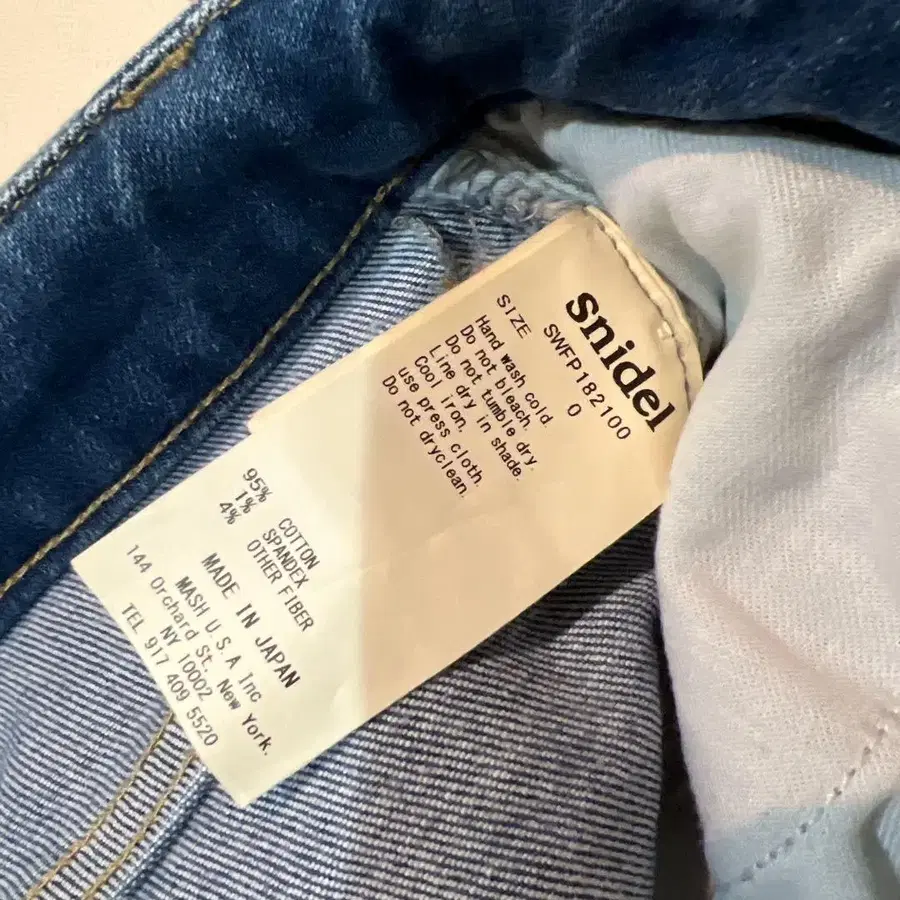 snidel
SWFP182100
SIZE 0
Hand wash cold.
Do not bleach.
Do not tumble dry.
Line dry in shade.
Cool iron,
use press cloth.
Do not dryclean.
95% COTTON
1% SPANDEX
4% OTHER FIBER
MADE IN JAPAN
MASH U.S.A Inc
144 Orchard St. New York.
NY 10002
TEL 917 409 5520